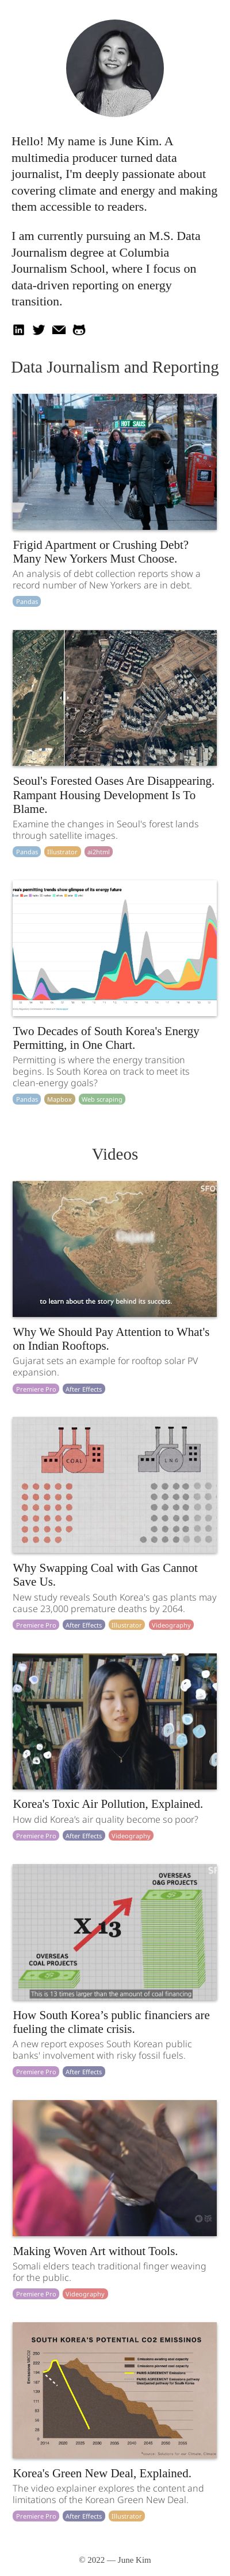 Hello! My name is June Kim. A
multimedia producer turned data
journalist, I'm deeply passionate about
covering climate and energy and making
them accessible to readers.
I am currently pursuing an M.S. Data
Journalism degree at Columbia
Journalism School, where I focus on
data-driven reporting on energy
transition.
Data Journalism and Reporting
HOT SUDS
Frigid Apartment or Crushing Debt?
Many New Yorkers Must Choose.
An analysis of debt collection reports show a
record number of New Yorkers are in debt.
Pandas
Seoul's Forested Oases Are Disappearing.
Rampant Housing Development Is To
Blame.
Examine the changes in Seoul's forest lands
through satellite images.
Pandas Illustrator ai2html
rea's permitting trends show glimpse of its energy future
Two Decades of South Korea's Energy
Permitting, in One Chart.
Permitting is where the energy transition
begins. Is South Korea on track to meet its
clean-energy goals?
Pandas Mapbox Web scraping
Videos
Gujarat
to learn about the story behind its success.
Why We Should Pay Attention to What's
on Indian Rooftops.
Gujarat sets an example for rooftop solar PV
expansion.
Premiere Pro After Effects
COAL LNG
Why Swapping Coal with Gas Cannot
Save Us.
New study reveals South Korea's gas plants may
cause 23,000 premature deaths by 2064.
Premiere Pro After Effects Illustrator Videography
Korea's Toxic Air Pollution, Explained.
How did Korea's air quality become so poor?
Premiere Pro After Effects Videography
OVERSEAS
O&G PROJECTS
X 13
OVERSEAS
COAL PROJECTS
This is 13 times larger than the amount of coal financing
How South Korea’s public financiers are
fueling the climate crisis.
A new report exposes South Korean public
banks' involvement with risky fossil fuels.
Premiere Pro After Effects
Making Woven Art without Tools.
Somali elders teach traditional finger weaving
for the public.
Premiere Pro Videography
SOUTH KOREA'S POTENTIAL CO2 EMISSINOS
Korea's Green New Deal, Explained.
The video explainer explores the content and
limitations of the Korean Green New Deal.
Premiere Pro After Effects Illustrator
© 2022 — June Kim